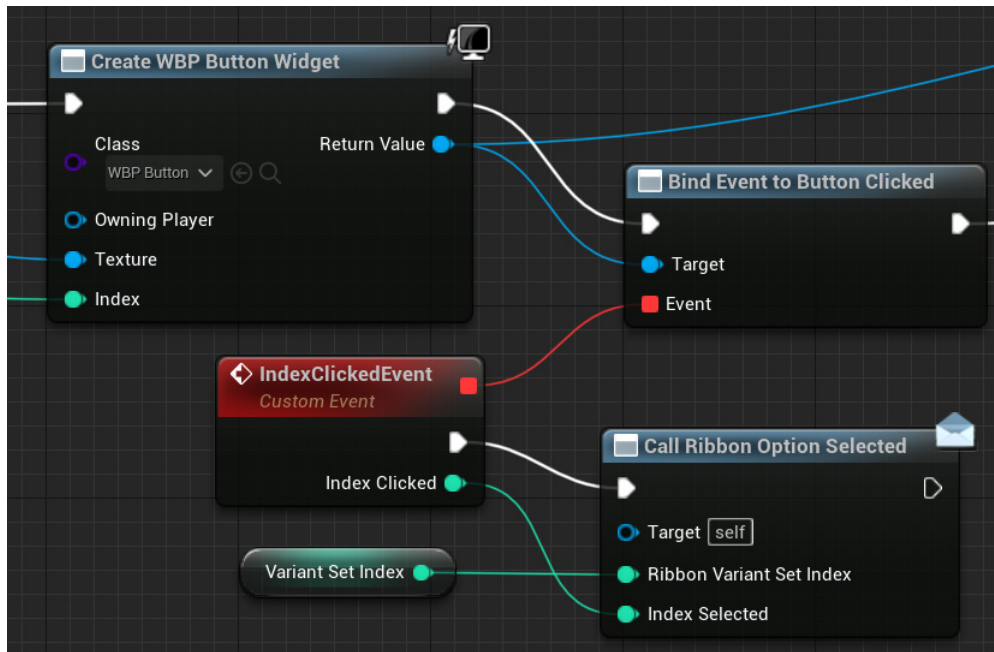 Create WBP Button Widget
Class
Return Value
WBP Button
Owning Player
Texture
Index
Bind Event to Button Clicked
Target
Event
IndexClickedEvent
Custom Event
Index Clicked
Variant Set Index
Call Ribbon Option Selected
Target self
Ribbon Variant Set Index
Index Selected